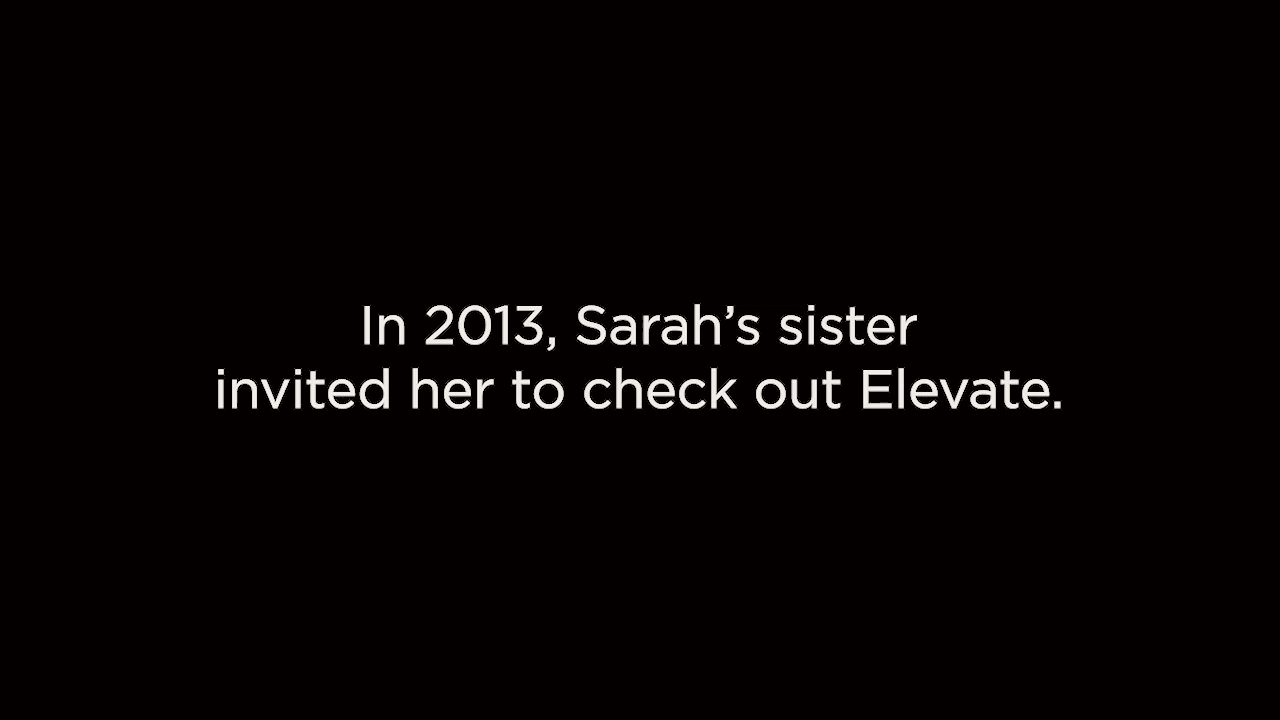 In 2013, Sarah’s sister
invited her to check out Elevate.